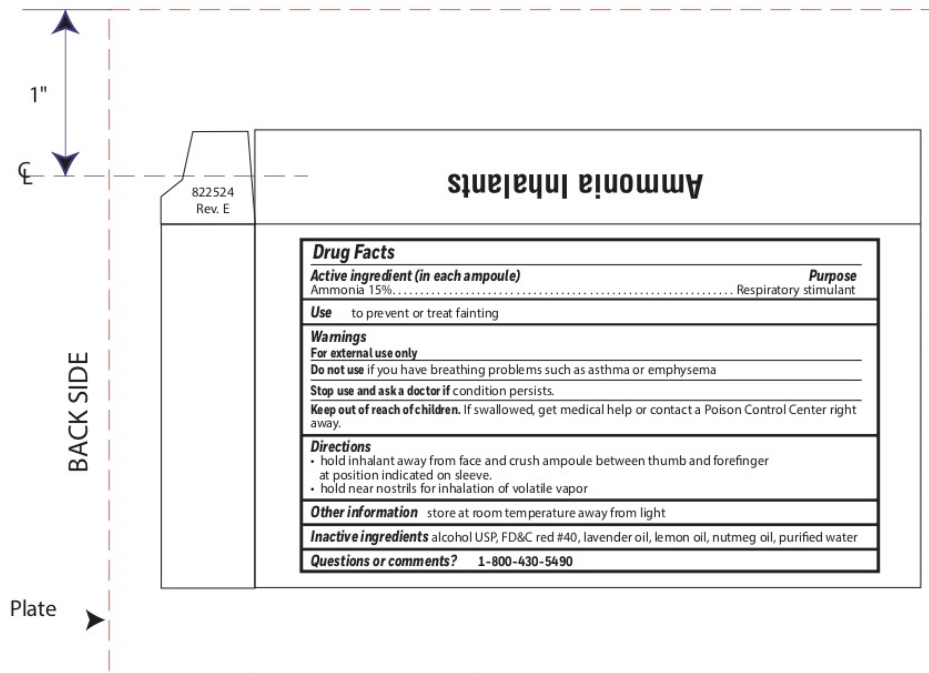 1"
℄
822524
Rev. E
Ammonia Inhalants
Drug Facts
Active ingredient (in each ampoule) Purpose
Ammonia 15%.............................................................. Respiratory stimulant
Use to prevent or treat fainting
Warnings
For external use only
Do not use if you have breathing problems such as asthma or emphysema
Stop use and ask a doctor if condition persists.
Keep out of reach of children. If swallowed, get medical help or contact a Poison Control Center right
away.
Directions
• hold inhalant away from face and crush ampoule between thumb and forefinger
at position indicated on sleeve.
• hold near nostrils for inhalation of volatile vapor
Other information store at room temperature away from light
Inactive ingredients alcohol USP, FD&C red #40, lavender oil, lemon oil, nutmeg oil, purified water
Questions or comments? 1-800-430-5490
BACK SIDE
Plate